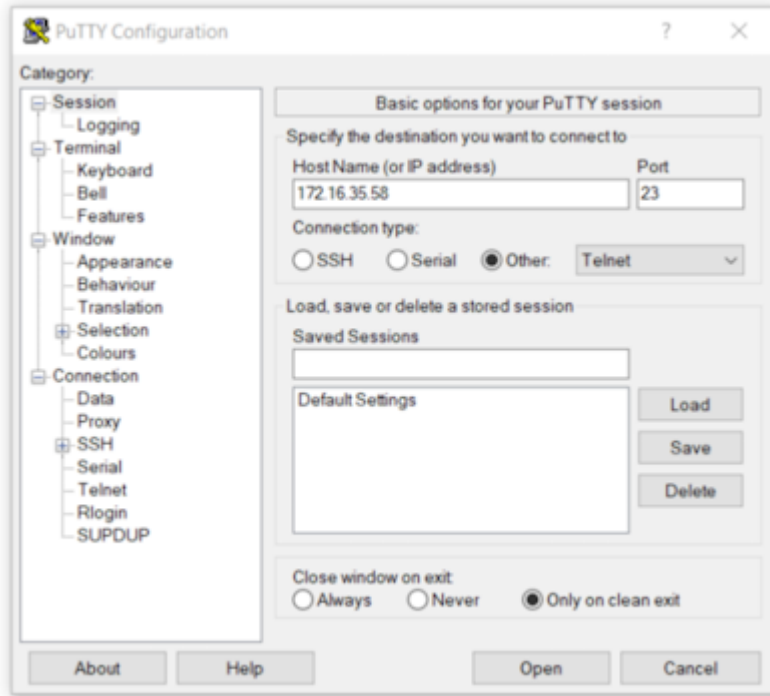 PuTTY Configuration
?
Category:
Session
Logging
Terminal
Keyboard
Bell
Features
Window
Appearance
Behaviour
Translation
Selection
Colours
Connection
Data
Proxy
SSH
Serial
Telnet
Rlogin
SUPDUP
Basic options for your PuTTY session
Specify the destination you want to connect to
Host Name (or IP address) Port
172.16.35.58 23
Connection type:
SSH Serial Other: Telnet
Load, save or delete a stored session
Saved Sessions
Default Settings
Load
Save
Delete
Close window on exit:
Always Never Only on clean exit
About Help Open Cancel